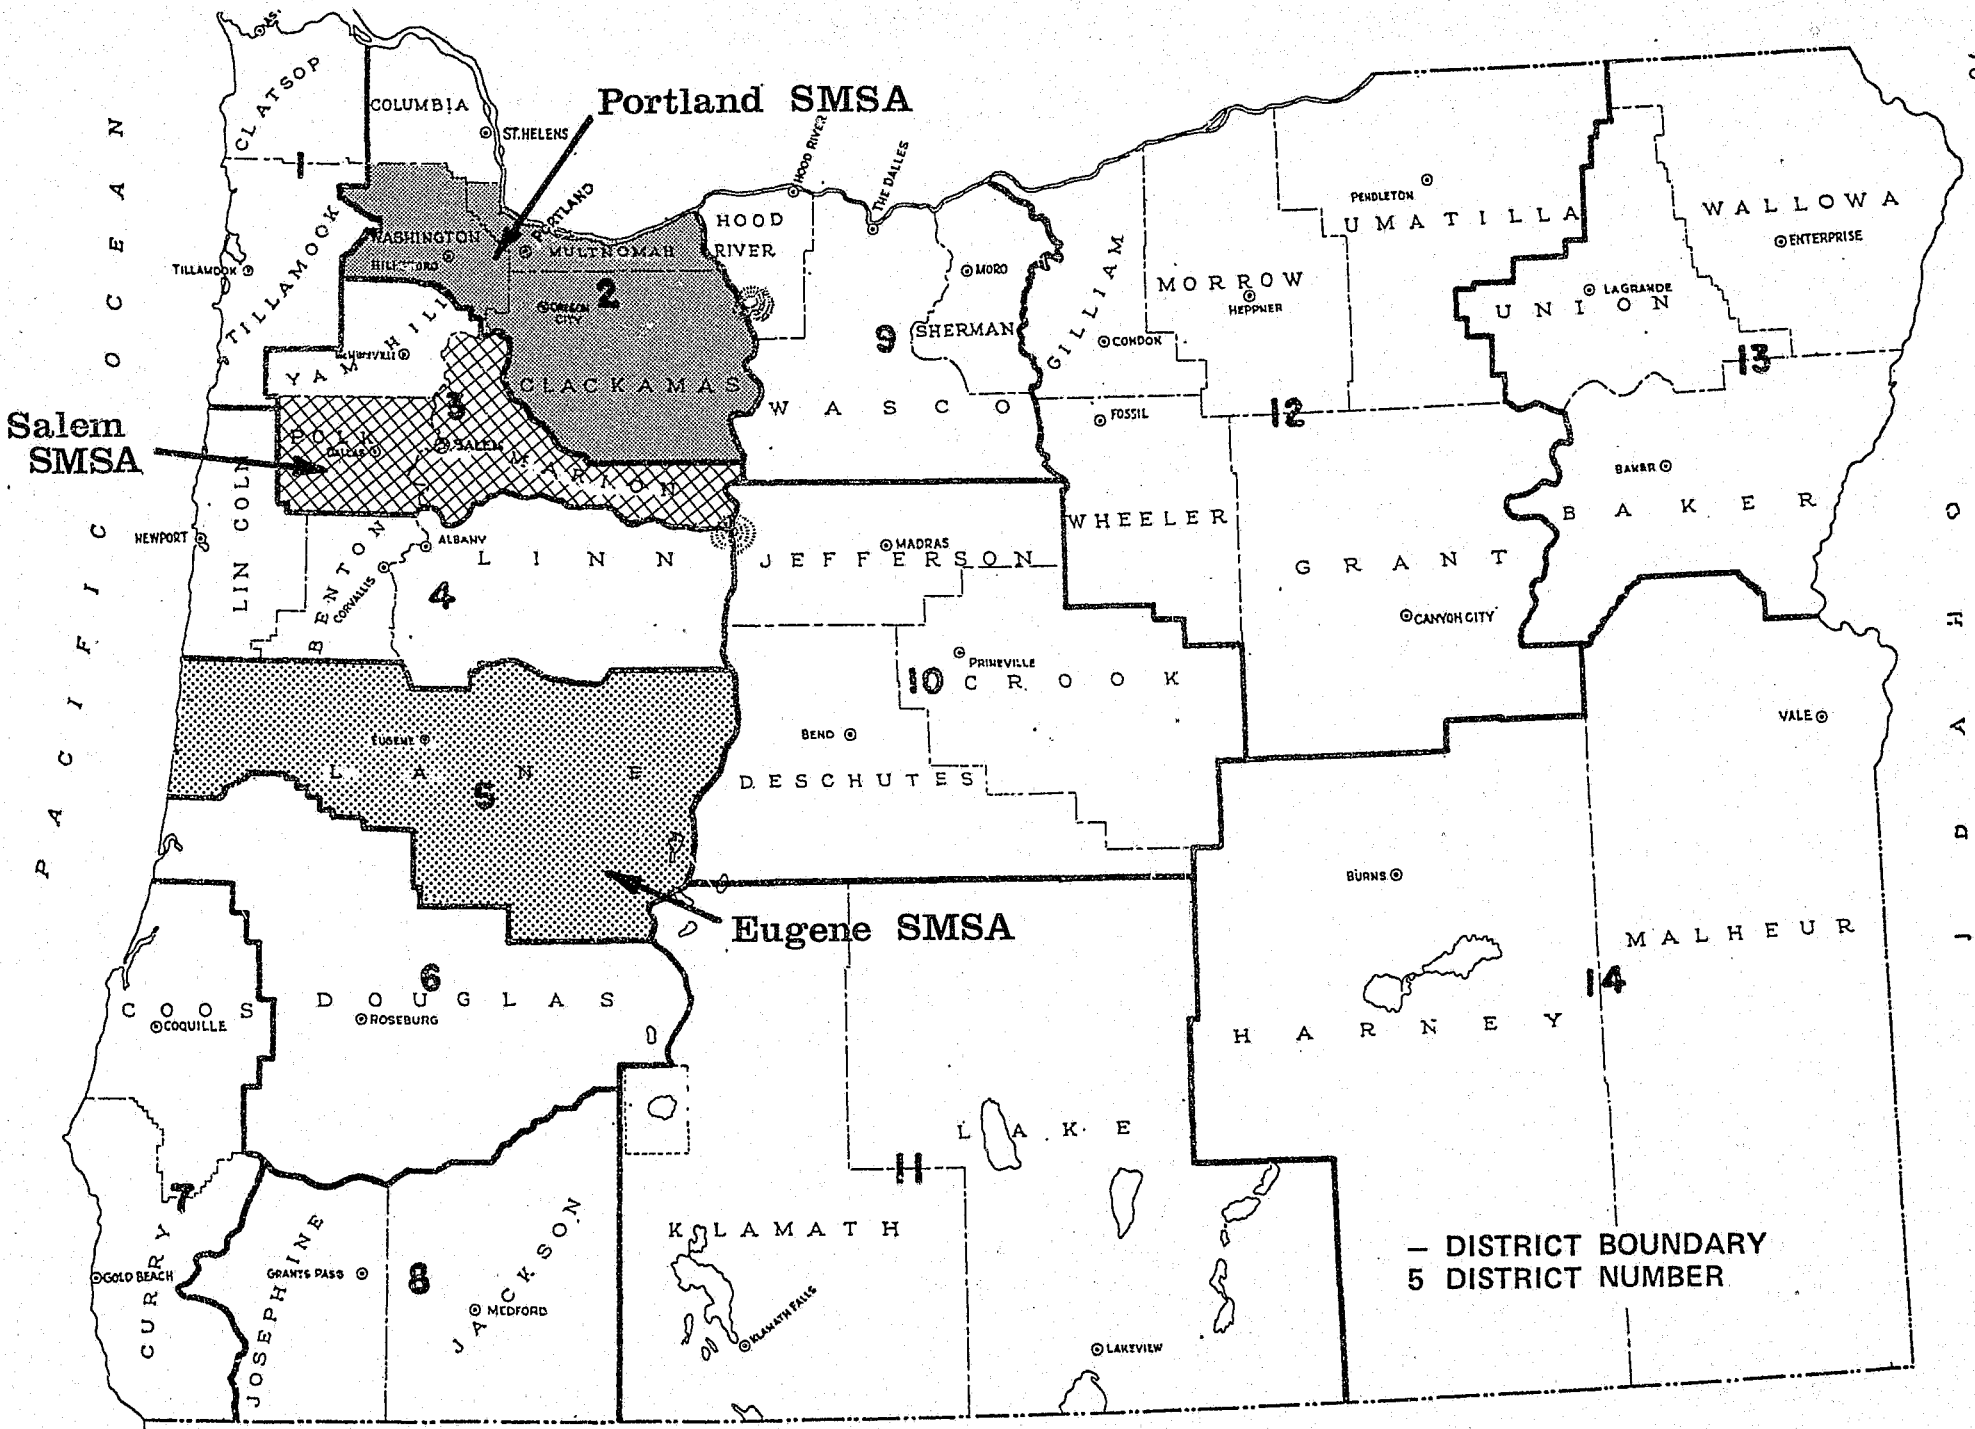 CLATSOP
COLUMBIA
ST. HELENS
Portland SMSA
HOOD RIVER
THE DALLES
PORTLAND
1
TILLAMOOK
TILLAMOOK
WASHINGTON
MULTNOMAH
HOOD
RIVER
2
OREGON
CITY
MORO
9
SHERMAN
GILLIAM
CONDON
MORROW
HEPPNER
PENDLETON
UMATILLA
WALLOWA
ENTERPRISE
LAGRANDE
UNION
13
YAMHILL
CLACKAMAS
WASCO
FOSSIL
12
3
Salem
SMSA
POLK
DALLAS
SALEM
MARION
LINCOLN
NEWPORT
BENTON
CORVALLIS
ALBANY
LINN
4
MADRAS
JEFFERSON
WHEELER
GRANT
CANYON CITY
BAKER
BAKER
PRINEVILLE
10
CROOK
BEND
DESCHUTES
EUGENE
LANE
5
VALE
Eugene SMSA
BURNS
MALHEUR
14
HARNEY
6
DOUGLAS
ROSEBURG
COOS
COQUILLE
LAKE
11
KLAMATH
KLAMATH FALLS
LAKEVIEW
7
CURRY
GOLD BEACH
JOSEPHINE
GRANTS PASS
8
JACKSON
MEDFORD
PACIFIC OCEAN
IDAHO
– DISTRICT BOUNDARY
5 DISTRICT NUMBER